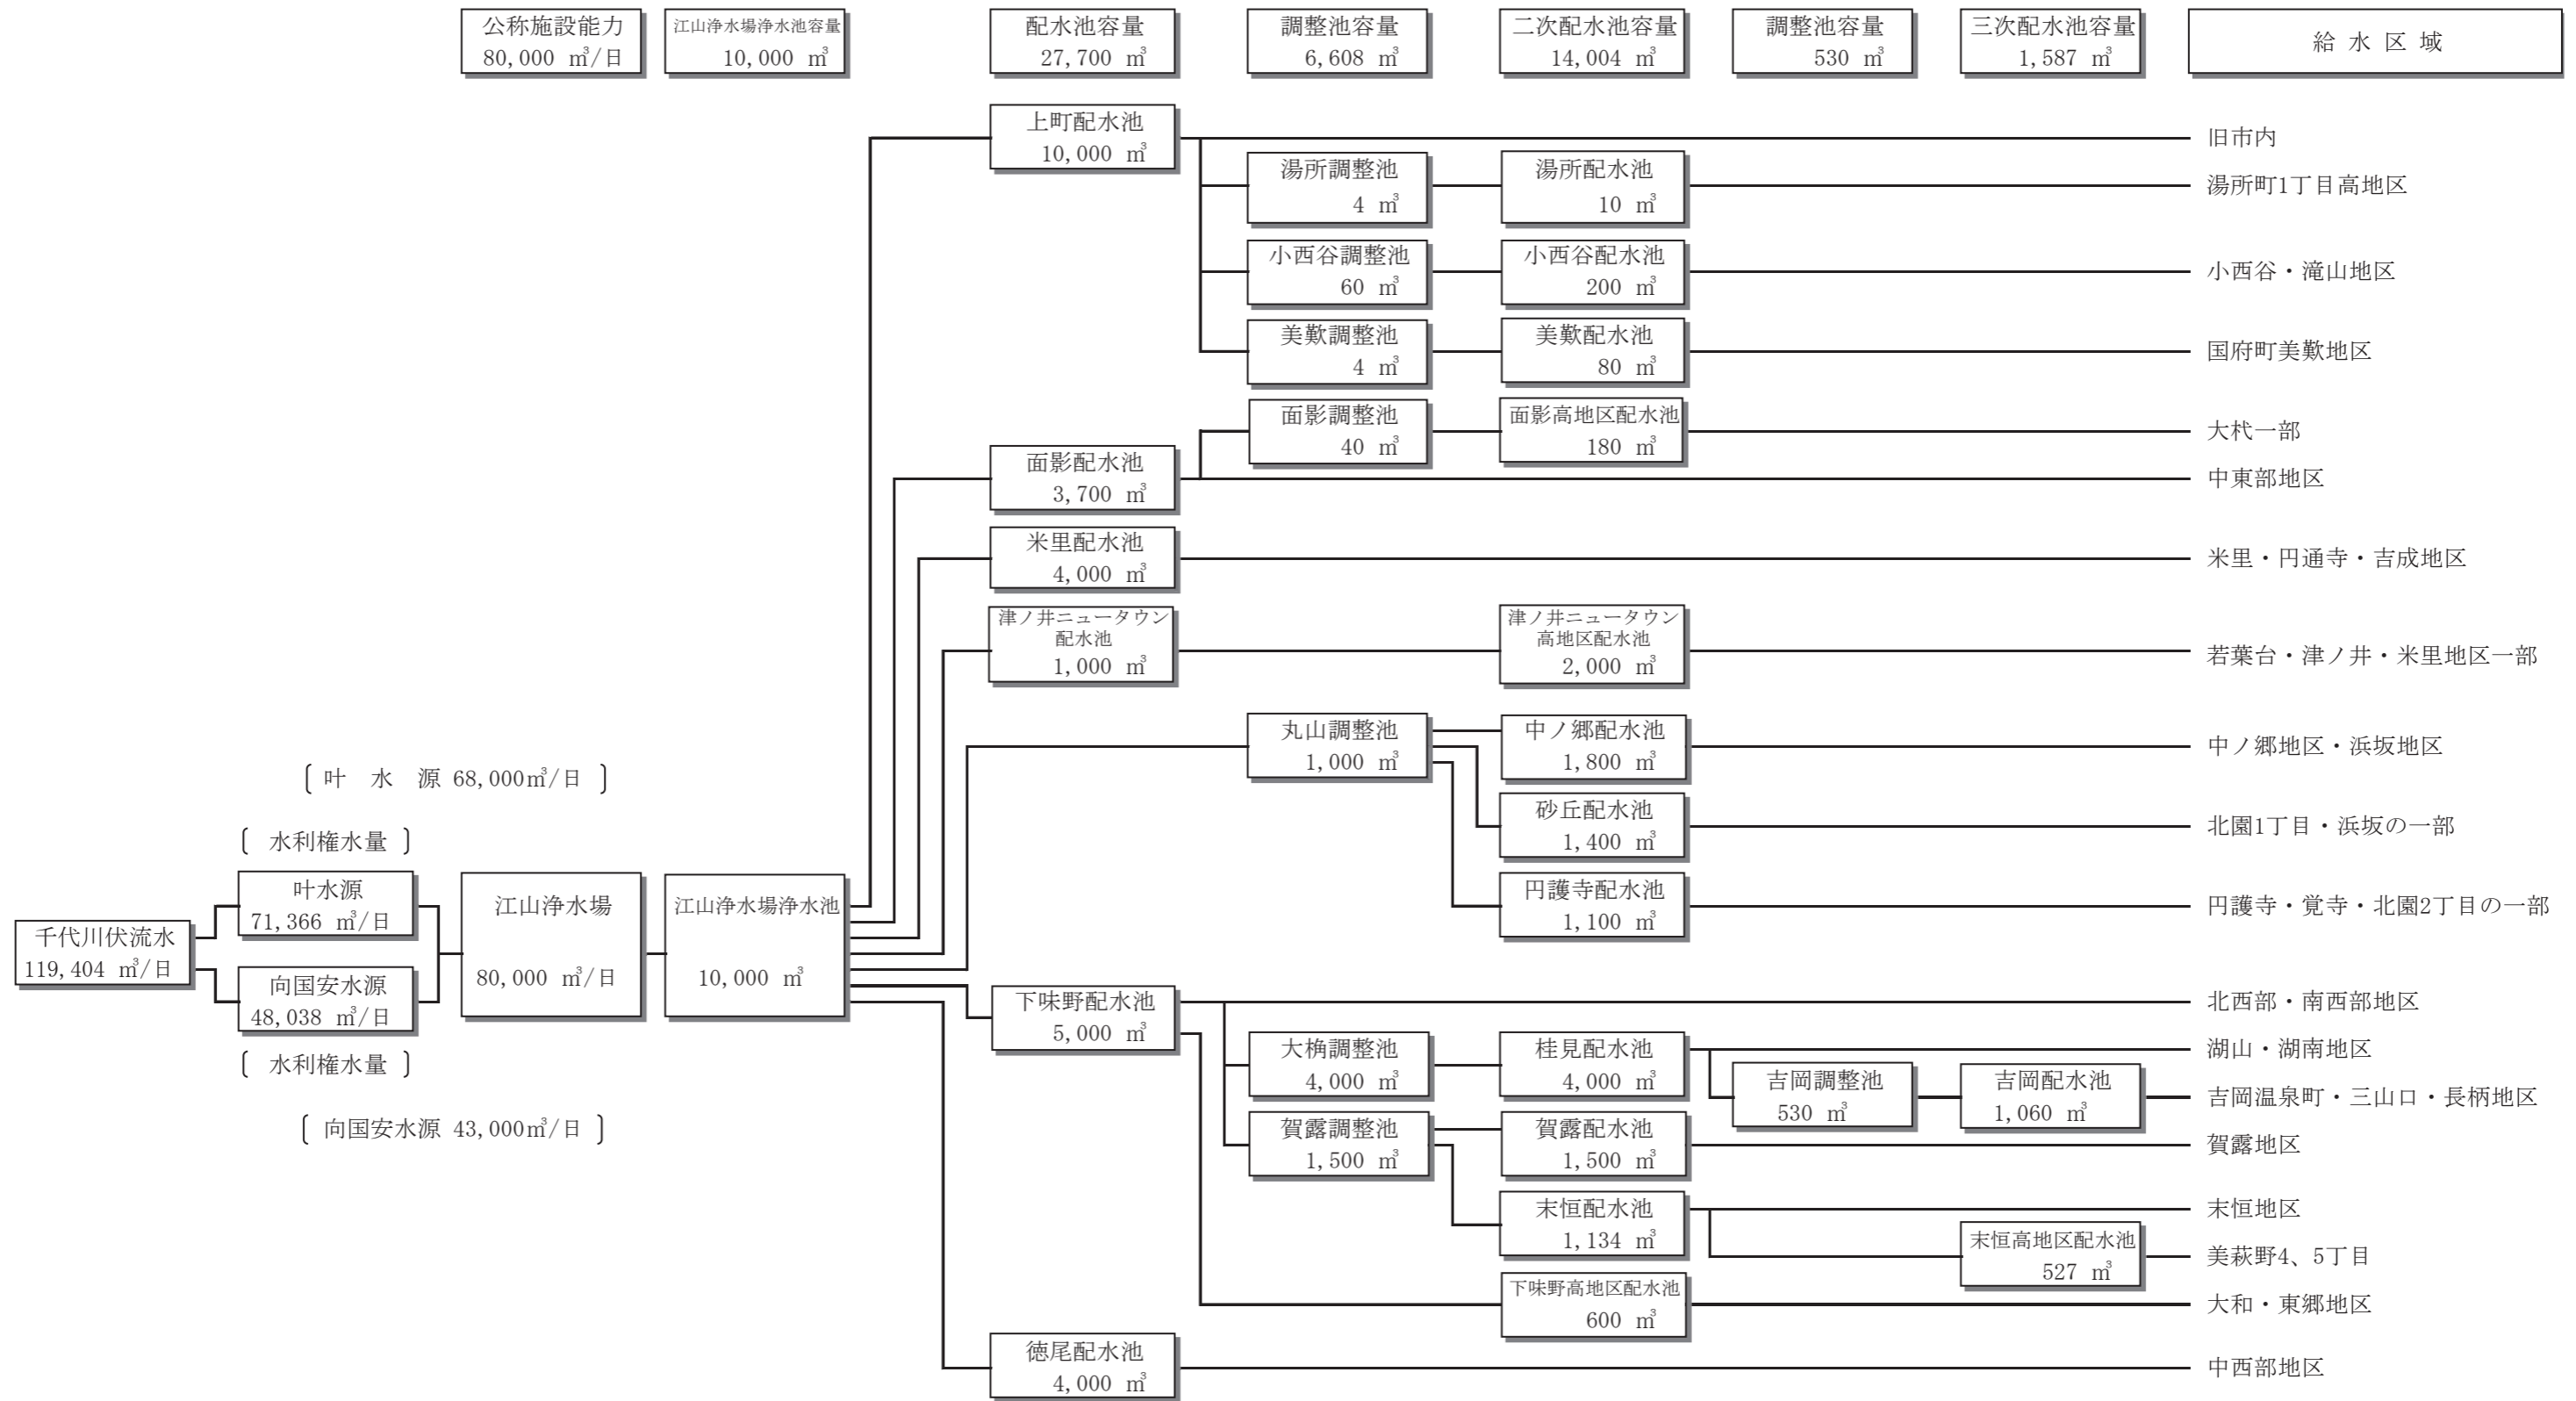 公称施設能力
80,000 ㎥/日
江山浄水場浄水池容量
10,000 ㎥
配水池容量
27,700 ㎥
調整池容量
6,608 ㎥
二次配水池容量
14,004 ㎥
調整池容量
530 ㎥
三次配水池容量
1,587 ㎥
給 水 区 域
上町配水池
10,000 ㎥
旧市内
湯所調整池
4 ㎥
湯所配水池
10 ㎥
湯所町1丁目高地区
小西谷調整池
60 ㎥
小西谷配水池
200 ㎥
小西谷・滝山地区
美歎調整池
4 ㎥
美歎配水池
80 ㎥
国府町美歎地区
面影調整池
40 ㎥
面影高地区配水池
180 ㎥
大杙一部
面影配水池
3,700 ㎥
中東部地区
米里配水池
4,000 ㎥
米里・円通寺・吉成地区
津ノ井ニュータウン
配水池
1,000 ㎥
津ノ井ニュータウン
高地区配水池
2,000 ㎥
若葉台・津ノ井・米里地区一部
丸山調整池
1,000 ㎥
中ノ郷配水池
1,800 ㎥
中ノ郷地区・浜坂地区
砂丘配水池
1,400 ㎥
北園1丁目・浜坂の一部
円護寺配水池
1,100 ㎥
円護寺・覚寺・北園2丁目の一部
〔 叶 水 源 68,000㎥/日 〕
〔 水利権水量 〕
叶水源
71,366 ㎥/日
千代川伏流水
119,404 ㎥/日
向国安水源
48,038 ㎥/日
〔 水利権水量 〕
〔 向国安水源 43,000㎥/日 〕
江山浄水場
80,000 ㎥/日
江山浄水場浄水池
10,000 ㎥
下味野配水池
5,000 ㎥
北西部・南西部地区
大桷調整池
4,000 ㎥
桂見配水池
4,000 ㎥
湖山・湖南地区
吉岡調整池
530 ㎥
吉岡配水池
1,060 ㎥
吉岡温泉町・三山口・長柄地区
賀露調整池
1,500 ㎥
賀露配水池
1,500 ㎥
賀露地区
末恒配水池
1,134 ㎥
末恒地区
末恒高地区配水池
527 ㎥
美萩野4、5丁目
下味野高地区配水池
600 ㎥
大和・東郷地区
徳尾配水池
4,000 ㎥
中西部地区